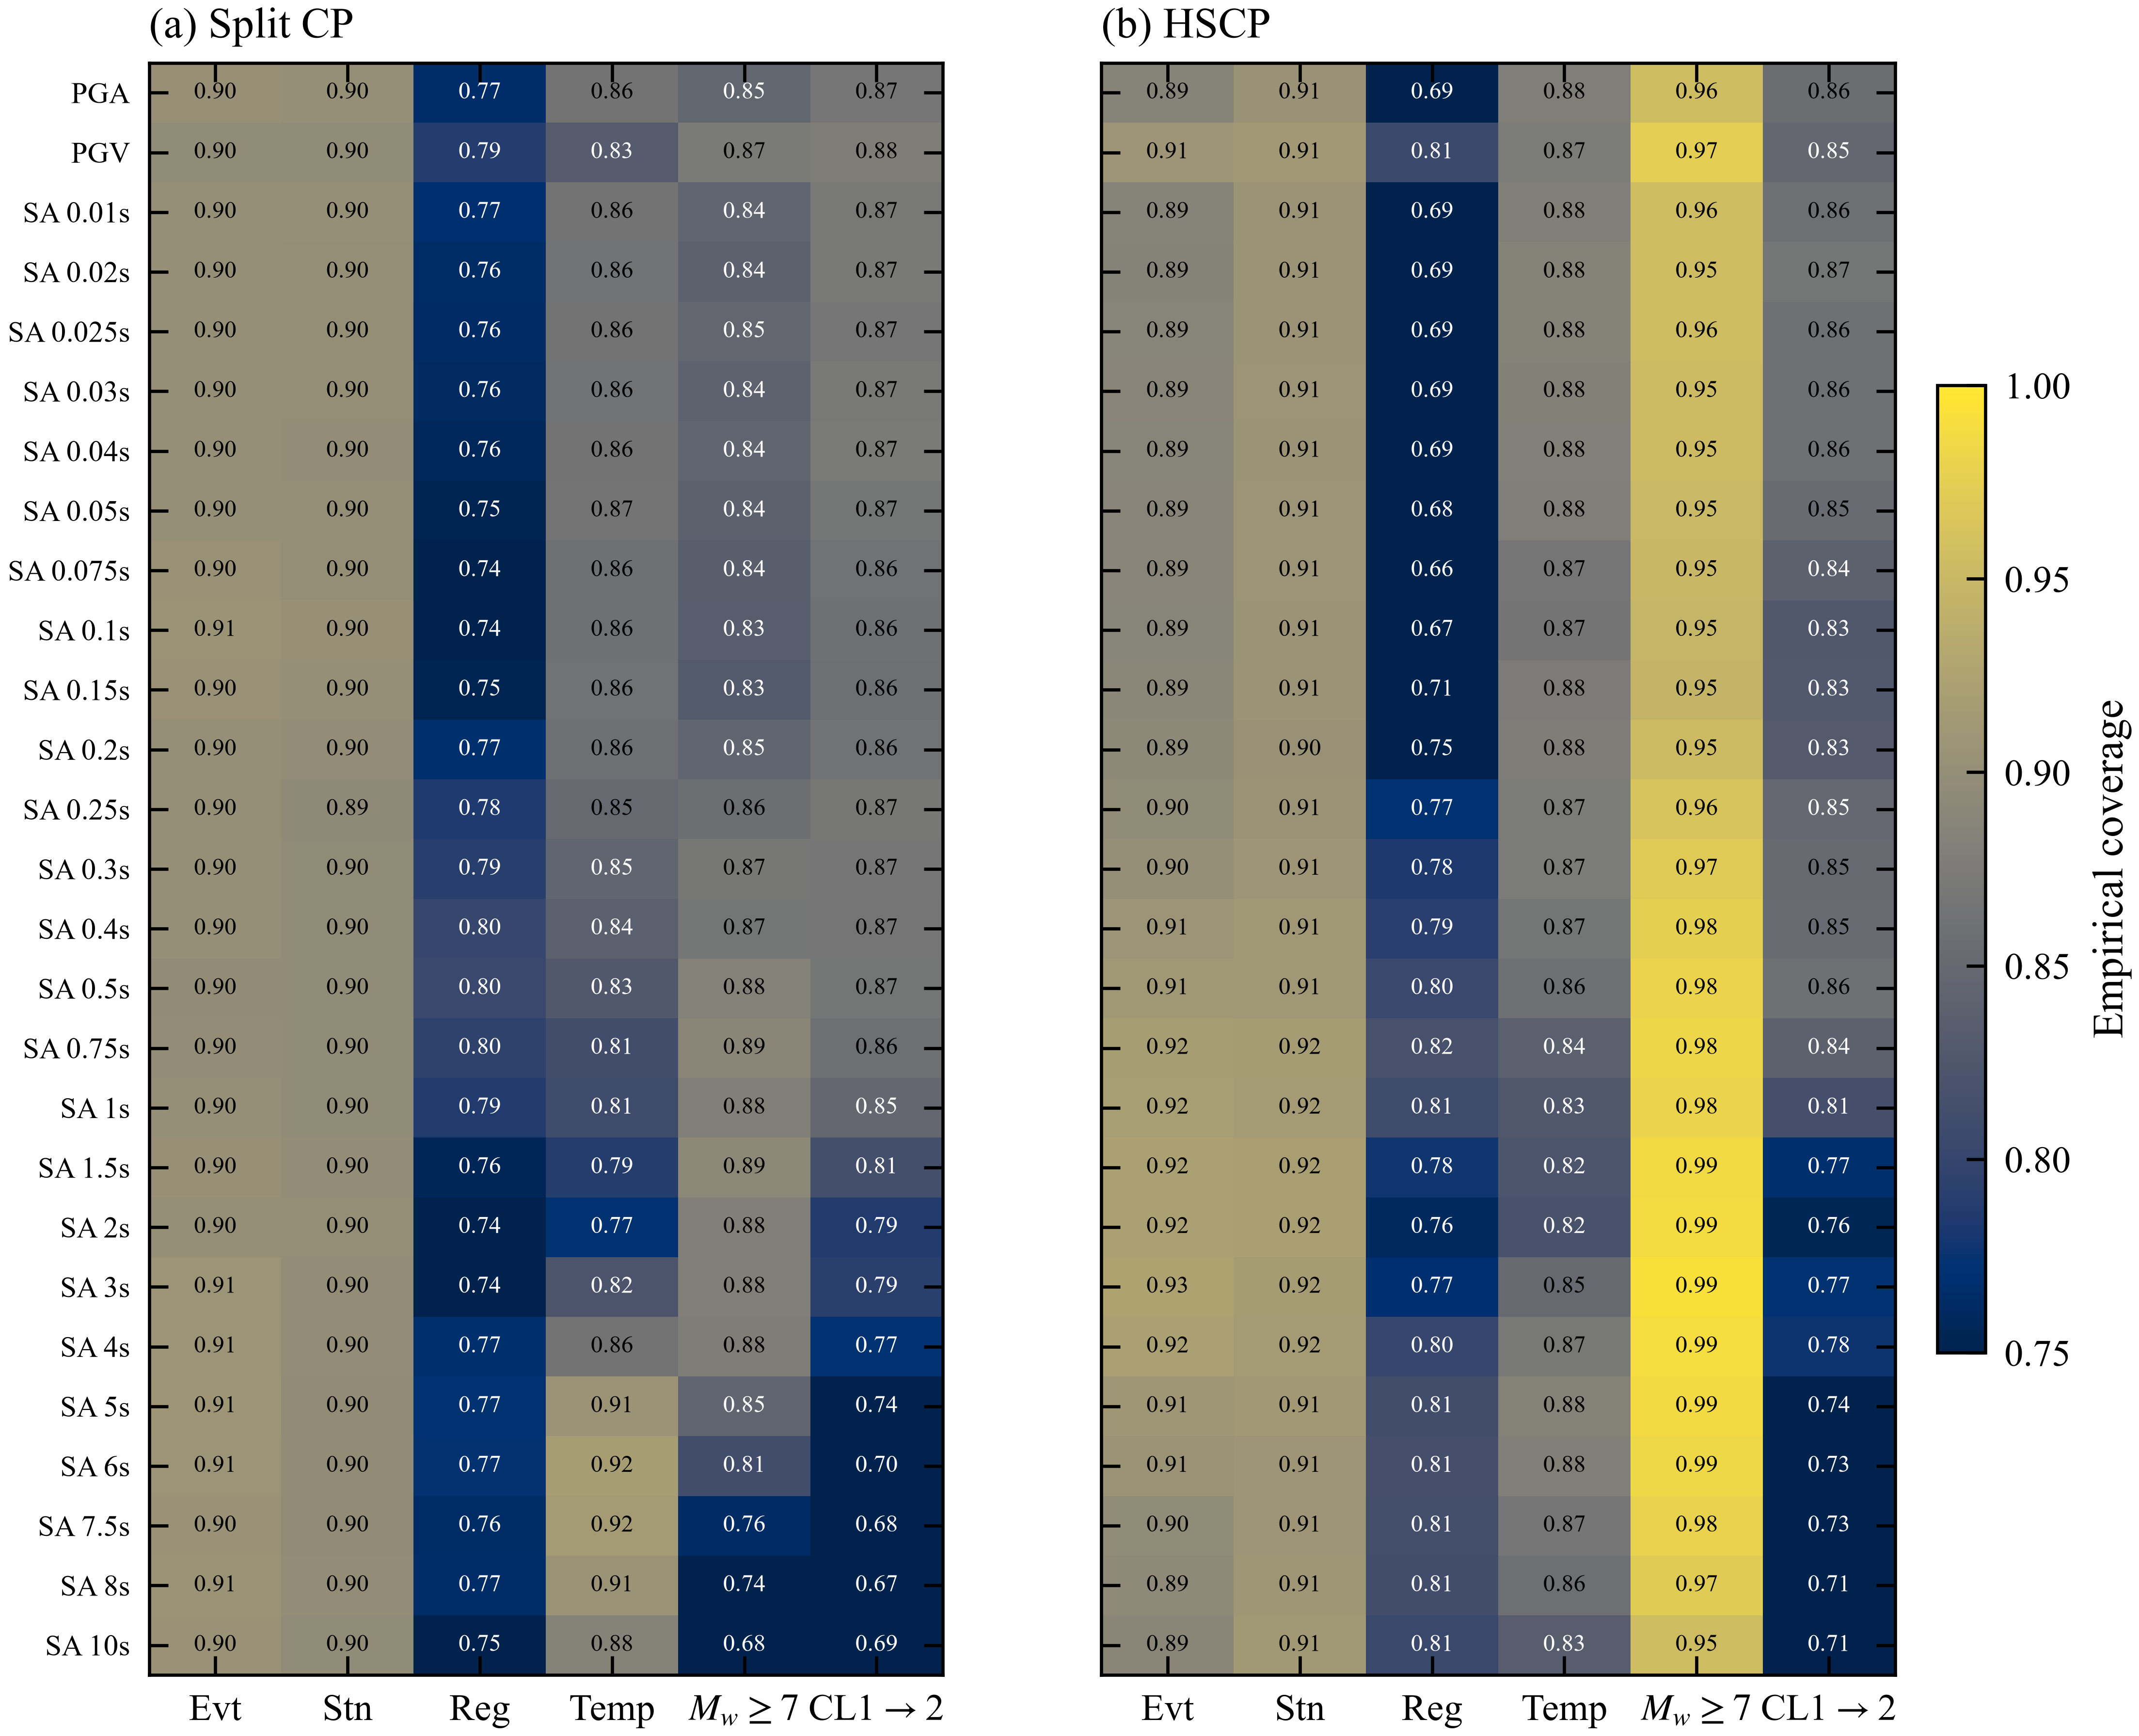 (a) Split CP (b) HSCP
PGA 0.90 0.90 0.77 0.86 0.85 0.87 0.89 0.91 0.69 0.88 0.96 0.86
PGV 0.90 0.90 0.79 0.83 0.87 0.88 0.91 0.91 0.81 0.87 0.97 0.85
SA 0.01s 0.90 0.90 0.77 0.86 0.84 0.87 0.89 0.91 0.69 0.88 0.96 0.86
SA 0.02s 0.90 0.90 0.76 0.86 0.84 0.87 0.89 0.91 0.69 0.88 0.95 0.87
SA 0.025s 0.90 0.90 0.76 0.86 0.85 0.87 0.89 0.91 0.69 0.88 0.96 0.86
SA 0.03s 0.90 0.90 0.76 0.86 0.84 0.87 0.89 0.91 0.69 0.88 0.95 0.86
SA 0.04s 0.90 0.90 0.76 0.86 0.84 0.87 0.89 0.91 0.69 0.88 0.95 0.86
SA 0.05s 0.90 0.90 0.75 0.87 0.84 0.87 0.89 0.91 0.68 0.88 0.95 0.85
SA 0.075s 0.90 0.90 0.74 0.86 0.84 0.86 0.89 0.91 0.66 0.87 0.95 0.84
SA 0.1s 0.91 0.90 0.74 0.86 0.83 0.86 0.89 0.91 0.67 0.87 0.95 0.83
SA 0.15s 0.90 0.90 0.75 0.86 0.83 0.86 0.89 0.91 0.71 0.88 0.95 0.83
SA 0.2s 0.90 0.90 0.77 0.86 0.85 0.86 0.89 0.90 0.75 0.88 0.95 0.83
SA 0.25s 0.90 0.89 0.78 0.85 0.86 0.87 0.90 0.91 0.77 0.87 0.96 0.85
SA 0.3s 0.90 0.90 0.79 0.85 0.87 0.87 0.90 0.91 0.78 0.87 0.97 0.85
SA 0.4s 0.90 0.90 0.80 0.84 0.87 0.87 0.91 0.91 0.79 0.87 0.98 0.85
SA 0.5s 0.90 0.90 0.80 0.83 0.88 0.87 0.91 0.91 0.80 0.86 0.98 0.86
SA 0.75s 0.90 0.90 0.80 0.81 0.89 0.86 0.92 0.92 0.82 0.84 0.98 0.84
SA 1s 0.90 0.90 0.79 0.81 0.88 0.85 0.92 0.92 0.81 0.83 0.98 0.81
SA 1.5s 0.90 0.90 0.76 0.79 0.89 0.81 0.92 0.92 0.78 0.82 0.99 0.77
SA 2s 0.90 0.90 0.74 0.77 0.88 0.79 0.92 0.92 0.76 0.82 0.99 0.76
SA 3s 0.91 0.90 0.74 0.82 0.88 0.79 0.93 0.92 0.77 0.85 0.99 0.77
SA 4s 0.91 0.90 0.77 0.86 0.88 0.77 0.92 0.92 0.80 0.87 0.99 0.78
SA 5s 0.91 0.90 0.77 0.91 0.85 0.74 0.91 0.91 0.81 0.88 0.99 0.74
SA 6s 0.91 0.90 0.77 0.92 0.81 0.70 0.91 0.91 0.81 0.88 0.99 0.73
SA 7.5s 0.90 0.90 0.76 0.92 0.76 0.68 0.90 0.91 0.81 0.87 0.98 0.73
SA 8s 0.91 0.90 0.77 0.91 0.74 0.67 0.89 0.91 0.81 0.86 0.97 0.71
SA 10s 0.90 0.90 0.75 0.88 0.68 0.69 0.89 0.91 0.81 0.83 0.95 0.71
Evt Stn Reg Temp M_w ≥ 7 CL1 → 2 Evt Stn Reg Temp M_w ≥ 7 CL1 → 2
1.00
0.95
0.90
0.85
0.80
0.75
Empirical coverage